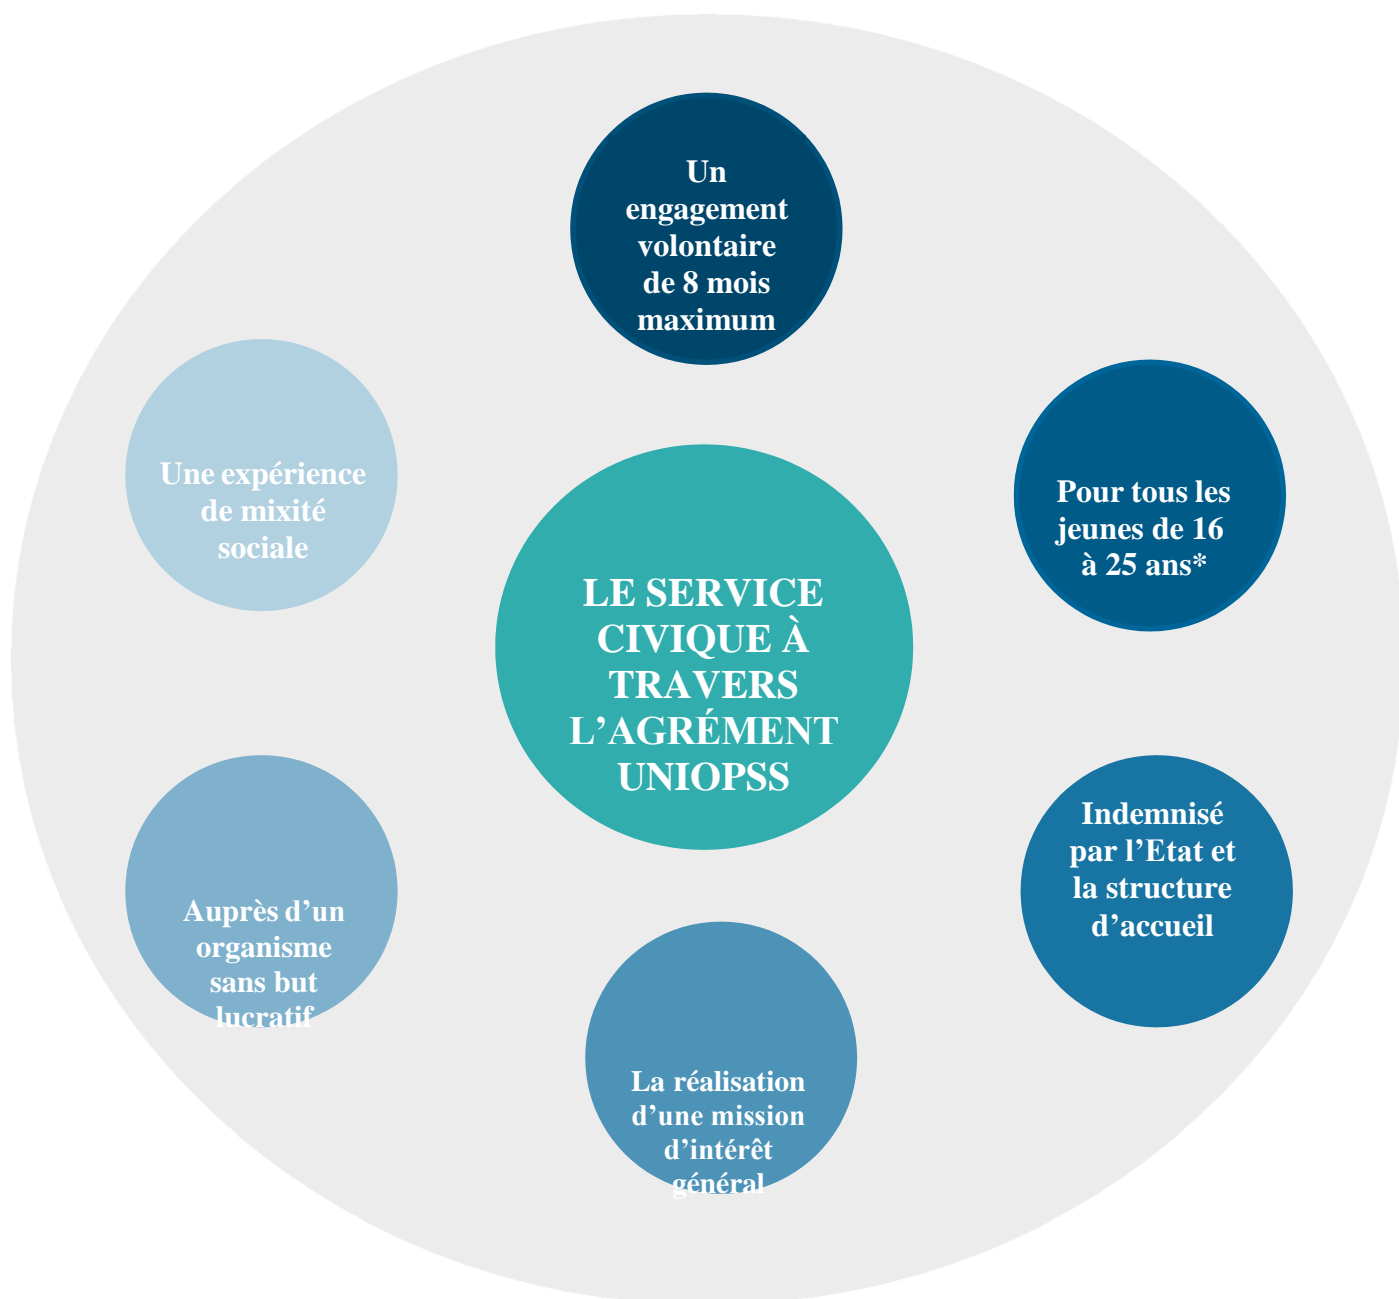 Un
engagement
volontaire
de 8 mois
maximum
Pour tous les
jeunes de 16
à 25 ans*
Indemnisé
par l’Etat et
la structure
d’accueil
La réalisation
d’une mission
d’intérêt
général
Auprès d’un
organisme
sans but
lucratif
Une expérience
de mixité
sociale
LE SERVICE
CIVIQUE À
TRAVERS
L’AGRÉMENT
UNIOPSS